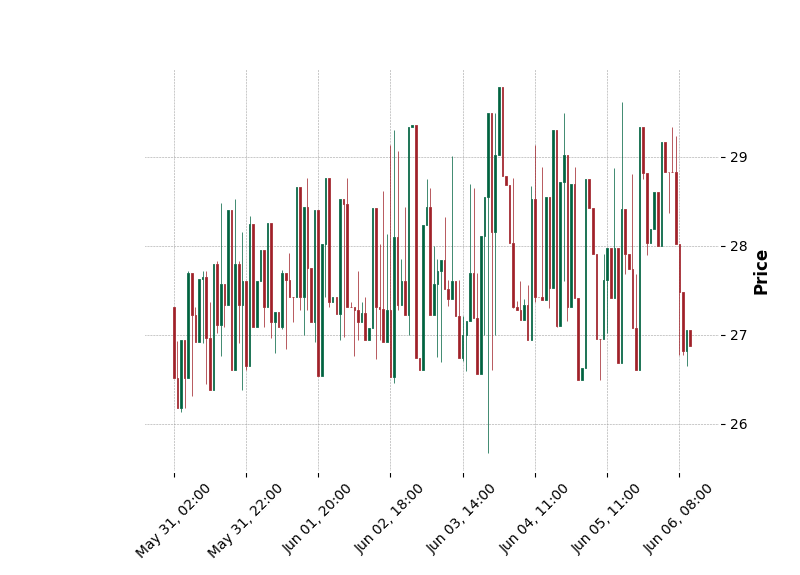 29
28
27
26
Price
May 31, 02:00
May 31, 22:00
Jun 01, 20:00
Jun 02, 18:00
Jun 03, 14:00
Jun 04, 11:00
Jun 05, 11:00
Jun 06, 08:00